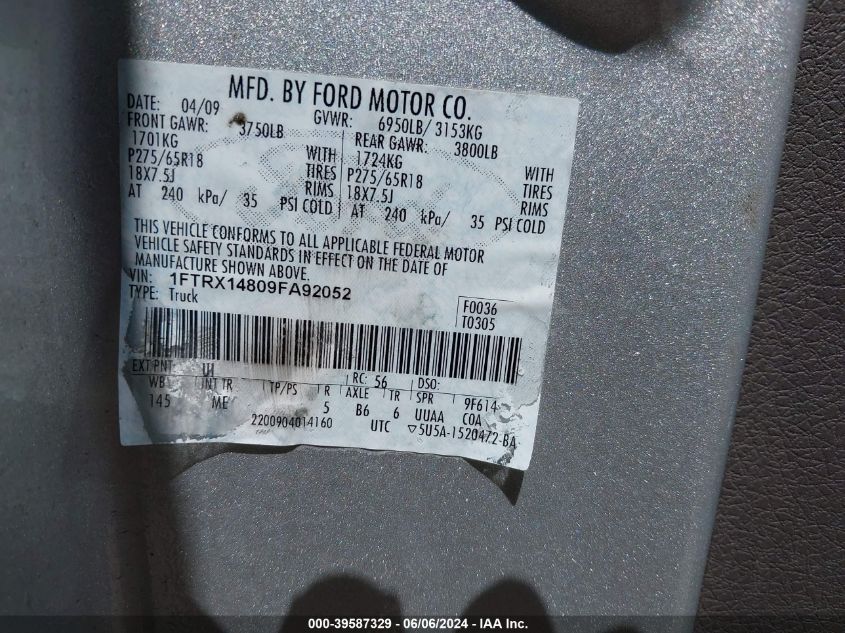 MFD. BY FORD MOTOR CO.
DATE: 04/09 GVWR: 6950LB/ 3153KG
FRONT GAWR: 3750LB REAR GAWR: 3800LB
1701KG WITH 1724KG WITH
P275/65R18 TIRES P275/65R18 TIRES
18X7.5J RIMS 18X7.5J RIMS
AT 240 kPa/ 35 PSI COLD AT 240 kPa/ 35 PSI COLD
THIS VEHICLE CONFORMS TO ALL APPLICABLE FEDERAL MOTOR
VEHICLE SAFETY STANDARDS IN EFFECT ON THE DATE OF
MANUFACTURE SHOWN ABOVE.
VIN: 1FTRX14809FA92052
TYPE: Truck F0036
T0305
EXT PNT: UI RC: 56 DSO:
WB INT TR TP/PS R AXLE TR SPR 9F614
145 ME 5 B6 6 UUAA COA
2200904014160 UTC ▽5U5A-1520472-BA
000-39587329 - 06/06/2024 - IAA Inc.